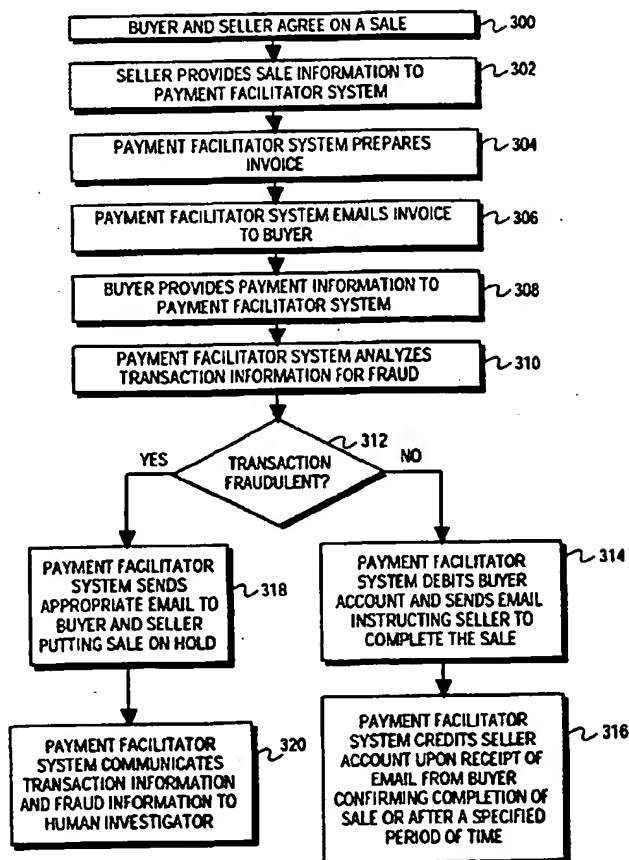 BUYER AND SELLER AGREE ON A SALE
300
SELLER PROVIDES SALE INFORMATION TO
PAYMENT FACILITATOR SYSTEM
302
PAYMENT FACILITATOR SYSTEM PREPARES
INVOICE
304
PAYMENT FACILITATOR SYSTEM EMAILS INVOICE
TO BUYER
306
BUYER PROVIDES PAYMENT INFORMATION TO
PAYMENT FACILITATOR SYSTEM
308
PAYMENT FACILITATOR SYSTEM ANALYZES
TRANSACTION INFORMATION FOR FRAUD
310
312
YES
TRANSACTION
FRAUDULENT?
NO
PAYMENT FACILITATOR
SYSTEM SENDS
APPROPRIATE EMAIL TO
BUYER AND SELLER
PUTTING SALE ON HOLD
318
PAYMENT FACILITATOR
SYSTEM DEBITS BUYER
ACCOUNT AND SENDS EMAIL
INSTRUCTING SELLER TO
COMPLETE THE SALE
314
PAYMENT FACILITATOR
SYSTEM COMMUNICATES
TRANSACTION INFORMATION
AND FRAUD INFORMATION TO
HUMAN INVESTIGATOR
320
PAYMENT FACILITATOR
SYSTEM CREDITS SELLER
ACCOUNT UPON RECEIPT OF
EMAIL FROM BUYER
CONFIRMING COMPLETION OF
SALE OR AFTER A SPECIFIED
PERIOD OF TIME
316